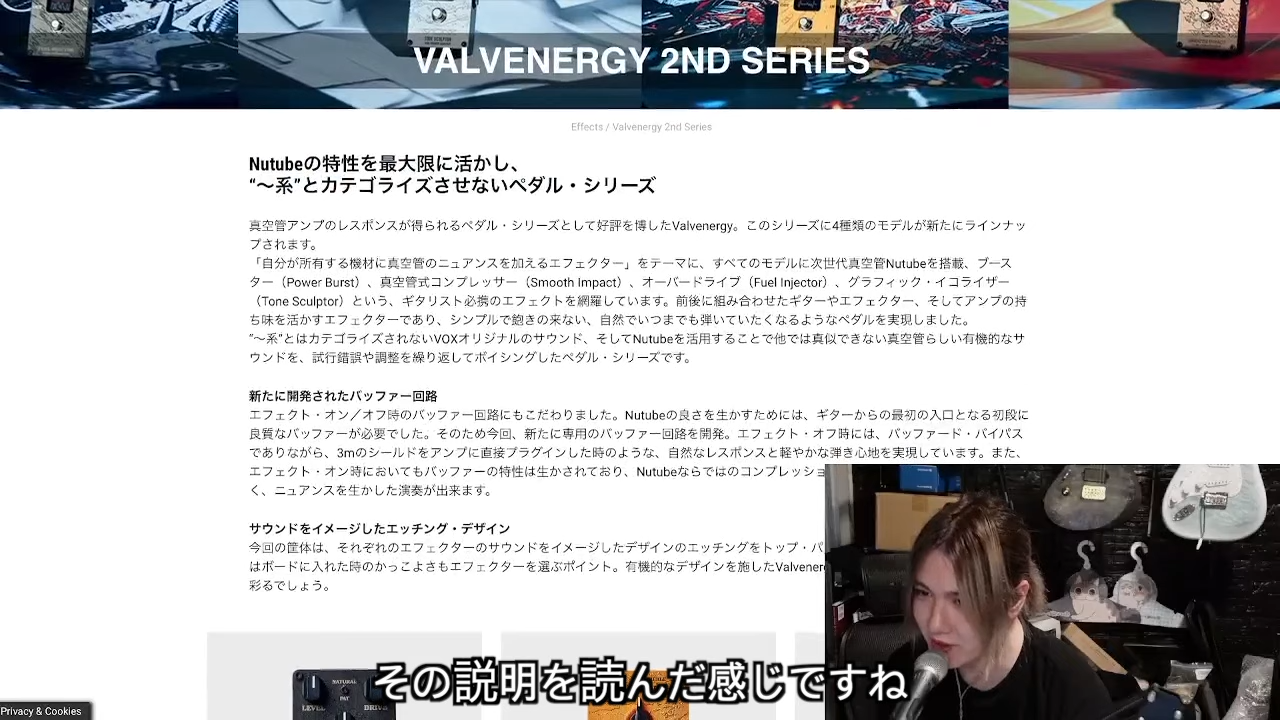 VALVENERGY 2ND SERIES
Effects / Valvenergy 2nd Series
Nutubeの特性を最大限に活かし、
“〜系”とカテゴライズさせないペダル・シリーズ
真空管アンプのレスポンスが得られるペダル・シリーズとして好評を博したValvenergy。このシリーズに4種類のモデルが新たにラインナッ
プされます。
「自分が所有する機材に真空管のニュアンスを加えるエフェクター」をテーマに、すべてのモデルに次世代真空管Nutubeを搭載、ブース
ター（Power Burst）、真空管式コンプレッサー（Smooth Impact）、オーバードライブ（Fuel Injector）、グラフィック・イコライザー
（Tone Sculptor）という、ギタリスト必携のエフェクトを網羅しています。前後に組み合わせたギターやエフェクター、そしてアンプの持
ち味を活かすエフェクターであり、シンプルで飽きの来ない、自然でいつまでも弾いていたくなるようなペダルを実現しました。
“〜系”とはカテゴライズされないVOXオリジナルのサウンド、そしてNutubeを活用することで他では真似できない真空管らしい有機的なサ
ウンドを、試行錯誤や調整を繰り返してボイシングしたペダル・シリーズです。
新たに開発されたバッファー回路
エフェクト・オン／オフ時のバッファー回路にもこだわりました。Nutubeの良さを生かすためには、ギターからの最初の入口となる初段に
良質なバッファーが必要でした。そのため今回、新たに専用のバッファー回路を開発。エフェクト・オフ時には、バッファード・バイパス
でありながら、3mのシールドをアンプに直接プラグインした時のような、自然なレスポンスと軽やかな弾き心地を実現しています。また、
エフェクト・オン時においてもバッファーの特性は生かされており、Nutubeならではのコンプレッショ
く、ニュアンスを生かした演奏が出来ます。
サウンドをイメージしたエッチング・デザイン
今回の筐体は、それぞれのエフェクターのサウンドをイメージしたデザインのエッチングをトップ・パ
はボードに入れた時のかっこよさもエフェクターを選ぶポイント。有機的なデザインを施したValvener
彩るでしょう。
NATURAL
FAT
LEVEL
DRIVE
その説明を読んだ感じですね
Privacy & Cookies